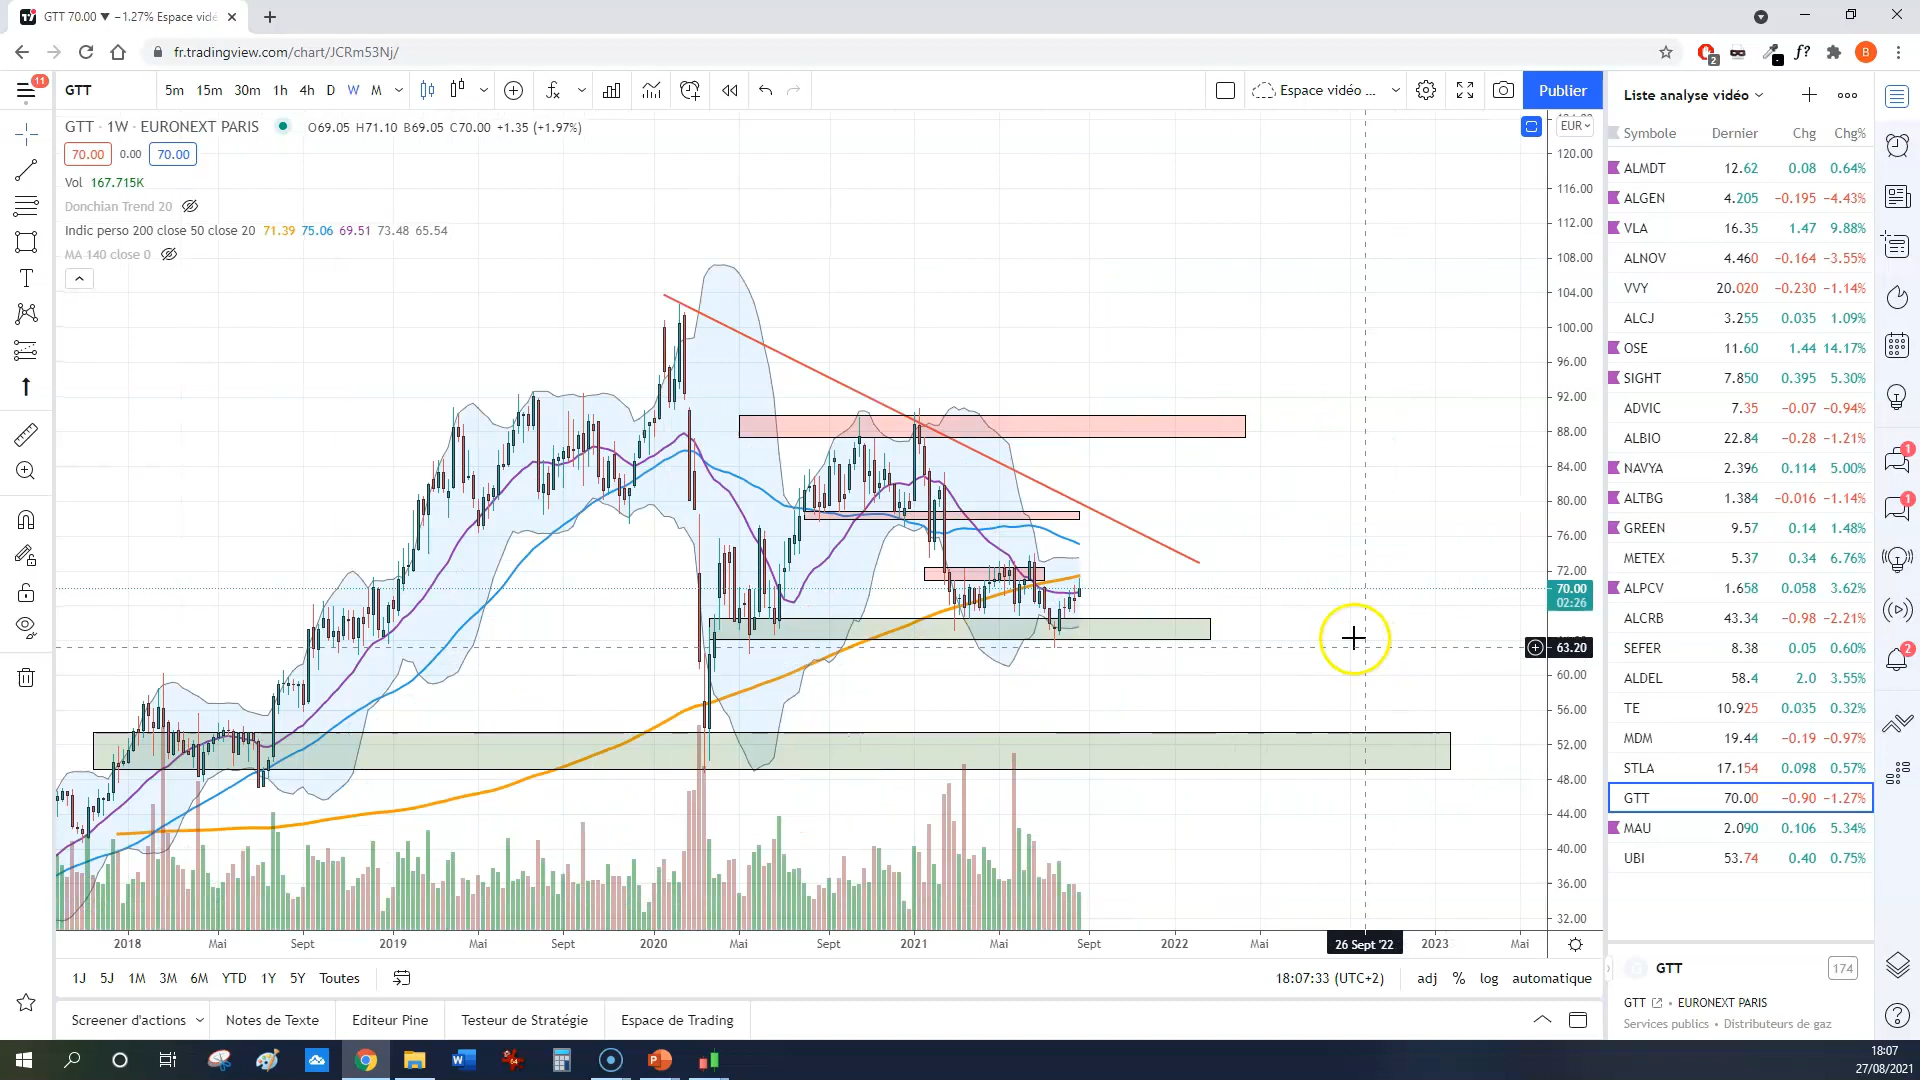 GTT 70.00 ▼ −1.27% Espace vidé
fr.tradingview.com/chart/JCRm53Nj/
2
f?
B
11
GTT
5m 15m 30m 1h 4h D W M
Espace vidéo ...
Publier
Liste analyse vidéo
GTT · 1W · EURONEXT PARIS
O69.05 H71.10 B69.05 C70.00 +1.35 (+1.97%)
70.00 0.00 70.00
Vol 167.715K
Donchian Trend 20
Indic perso 200 close 50 close 20 71.39 75.06 69.51 73.48 65.54
MA 140 close 0
EUR
120.00
116.00
112.00
108.00
104.00
100.00
96.00
92.00
88.00
84.00
80.00
76.00
72.00
70.00
02:26
63.20
60.00
56.00
52.00
48.00
44.00
40.00
36.00
32.00
2018 Mai Sept 2019 Mai Sept 2020 Mai Sept 2021 Mai Sept 2022 Mai 26 Sept '22 2023 Mai
Symbole Dernier Chg Chg%
ALMDT 12.62 0.08 0.64%
ALGEN 4.205 −0.195 −4.43%
VLA 16.35 1.47 9.88%
ALNOV 4.460 −0.164 −3.55%
VVY 20.020 −0.230 −1.14%
ALCJ 3.255 0.035 1.09%
OSE 11.60 1.44 14.17%
SIGHT 7.850 0.395 5.30%
ADVIC 7.35 −0.07 −0.94%
ALBIO 22.84 −0.28 −1.21%
NAVYA 2.396 0.114 5.00%
ALTBG 1.384 −0.016 −1.14%
GREEN 9.57 0.14 1.48%
METEX 5.37 0.34 6.76%
ALPCV 1.658 0.058 3.62%
ALCRB 43.34 −0.98 −2.21%
SEFER 8.38 0.05 0.60%
ALDEL 58.4 2.0 3.55%
TE 10.925 0.035 0.32%
MDM 19.44 −0.19 −0.97%
STLA 17.154 0.098 0.57%
GTT 70.00 −0.90 −1.27%
MAU 2.090 0.106 5.34%
UBI 53.74 0.40 0.75%
1
1
2
1J 5J 1M 3M 6M YTD 1Y 5Y Toutes
18:07:33 (UTC+2) adj % log automatique
GTT 174
GTT • EURONEXT PARIS
Services publics • Distributeurs de gaz
Screener d'actions Notes de Texte Editeur Pine Testeur de Stratégie Espace de Trading
18:07
27/08/2021